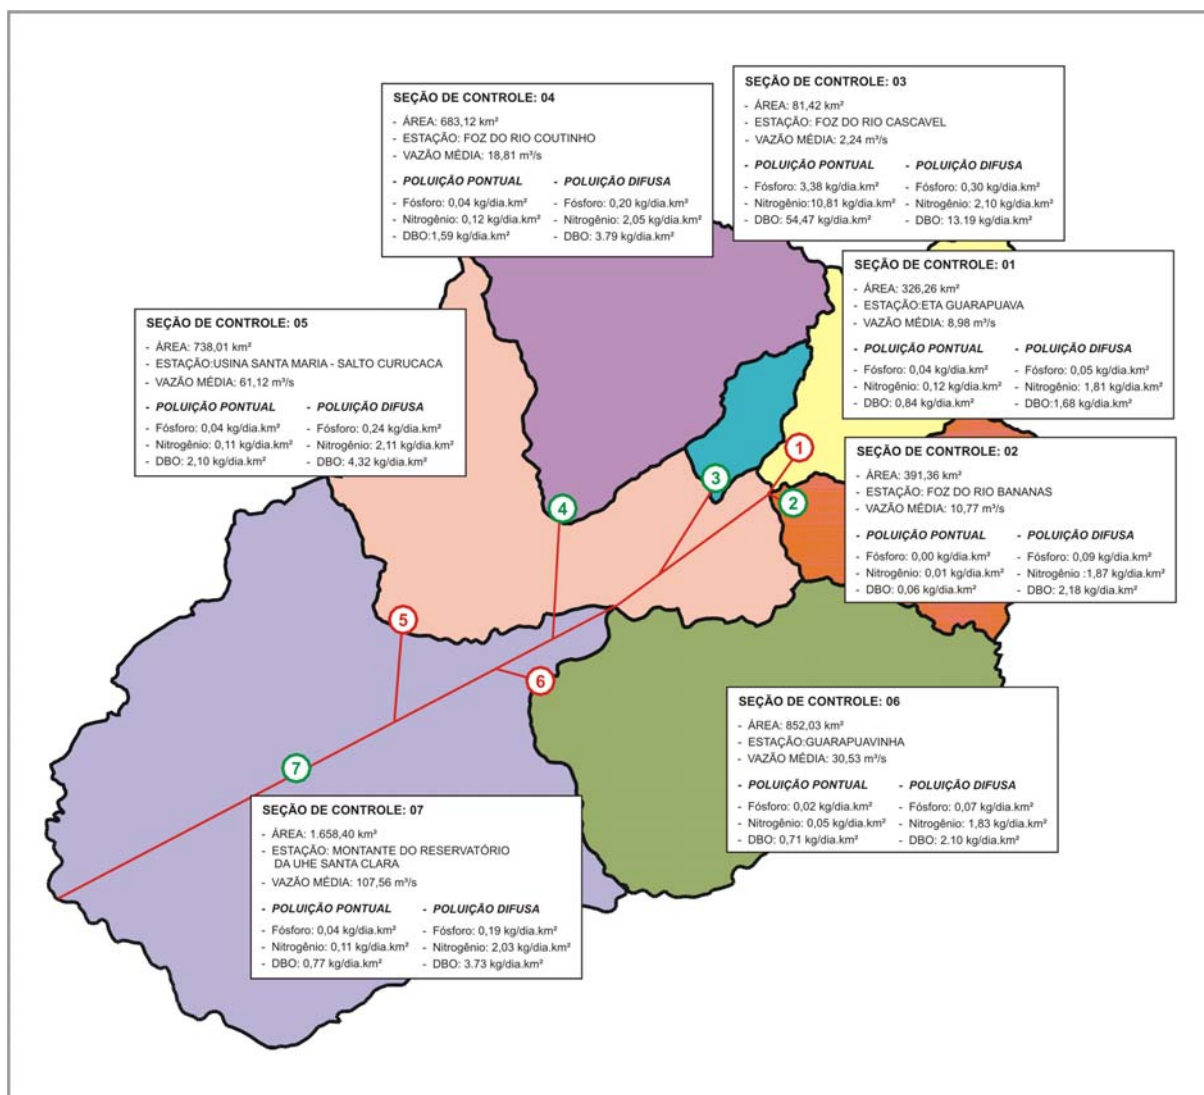 SEÇÃO DE CONTROLE: 04
- ÁREA: 683,12 km²
- ESTAÇÃO: FOZ DO RIO COUTINHO
- VAZÃO MÉDIA: 18,81 m³/s
- POLUIÇÃO PONTUAL - POLUIÇÃO DIFUSA
- Fósforo: 0,04 kg/dia.km² - Fósforo: 0,20 kg/dia.km²
- Nitrogênio: 0,12 kg/dia.km² - Nitrogênio: 2,05 kg/dia.km²
- DBO:1,59 kg/dia.km² - DBO: 3.79 kg/dia.km²
SEÇÃO DE CONTROLE: 03
- ÁREA: 81,42 km²
- ESTAÇÃO: FOZ DO RIO CASCAVEL
- VAZÃO MÉDIA: 2,24 m³/s
- POLUIÇÃO PONTUAL - POLUIÇÃO DIFUSA
- Fósforo: 3,38 kg/dia.km² - Fósforo: 0,30 kg/dia.km²
- Nitrogênio:10,81 kg/dia.km² - Nitrogênio: 2,10 kg/dia.km²
- DBO: 54,47 kg/dia.km² - DBO: 13.19 kg/dia.km²
SEÇÃO DE CONTROLE: 01
- ÁREA: 326,26 km²
- ESTAÇÃO:ETA GUARAPUAVA
- VAZÃO MÉDIA: 8,98 m³/s
- POLUIÇÃO PONTUAL - POLUIÇÃO DIFUSA
- Fósforo: 0,04 kg/dia.km² - Fósforo: 0,05 kg/dia.km²
- Nitrogênio: 0,12 kg/dia.km² - Nitrogênio: 1,81 kg/dia.km²
- DBO: 0,84 kg/dia.km² - DBO:1,68 kg/dia.km²
SEÇÃO DE CONTROLE: 05
- ÁREA: 738,01 km²
- ESTAÇÃO:USINA SANTA MARIA - SALTO CURUCACA
- VAZÃO MÉDIA: 61,12 m³/s
- POLUIÇÃO PONTUAL - POLUIÇÃO DIFUSA
- Fósforo: 0,04 kg/dia.km² - Fósforo: 0,24 kg/dia.km²
- Nitrogênio: 0,11 kg/dia.km² - Nitrogênio: 2,11 kg/dia.km²
- DBO: 2,10 kg/dia.km² - DBO: 4,32 kg/dia.km²
SEÇÃO DE CONTROLE: 02
- ÁREA: 391,36 km²
- ESTAÇÃO: FOZ DO RIO BANANAS
- VAZÃO MÉDIA: 10,77 m³/s
- POLUIÇÃO PONTUAL - POLUIÇÃO DIFUSA
- Fósforo: 0,00 kg/dia.km² - Fósforo: 0,09 kg/dia.km²
- Nitrogênio: 0,01 kg/dia.km² - Nitrogênio :1,87 kg/dia.km²
- DBO: 0,06 kg/dia.km² - DBO: 2,18 kg/dia.km²
1
3
2
4
5
6
7
SEÇÃO DE CONTROLE: 06
- ÁREA: 852,03 km²
- ESTAÇÃO:GUARAPUAVINHA
- VAZÃO MÉDIA: 30,53 m³/s
- POLUIÇÃO PONTUAL - POLUIÇÃO DIFUSA
- Fósforo: 0,02 kg/dia.km² - Fósforo: 0,07 kg/dia.km²
- Nitrogênio: 0,05 kg/dia.km² - Nitrogênio: 1,83 kg/dia.km²
- DBO: 0,71 kg/dia.km² - DBO: 2.10 kg/dia.km²
SEÇÃO DE CONTROLE: 07
- ÁREA: 1.658,40 km²
- ESTAÇÃO: MONTANTE DO RESERVATÓRIO
DA UHE SANTA CLARA
- VAZÃO MÉDIA: 107,56 m³/s
- POLUIÇÃO PONTUAL - POLUIÇÃO DIFUSA
- Fósforo: 0,04 kg/dia.km² - Fósforo: 0,19 kg/dia.km²
- Nitrogênio: 0,11 kg/dia.km² - Nitrogênio: 2,03 kg/dia.km²
- DBO: 0,77 kg/dia.km² - DBO: 3.73 kg/dia.km²